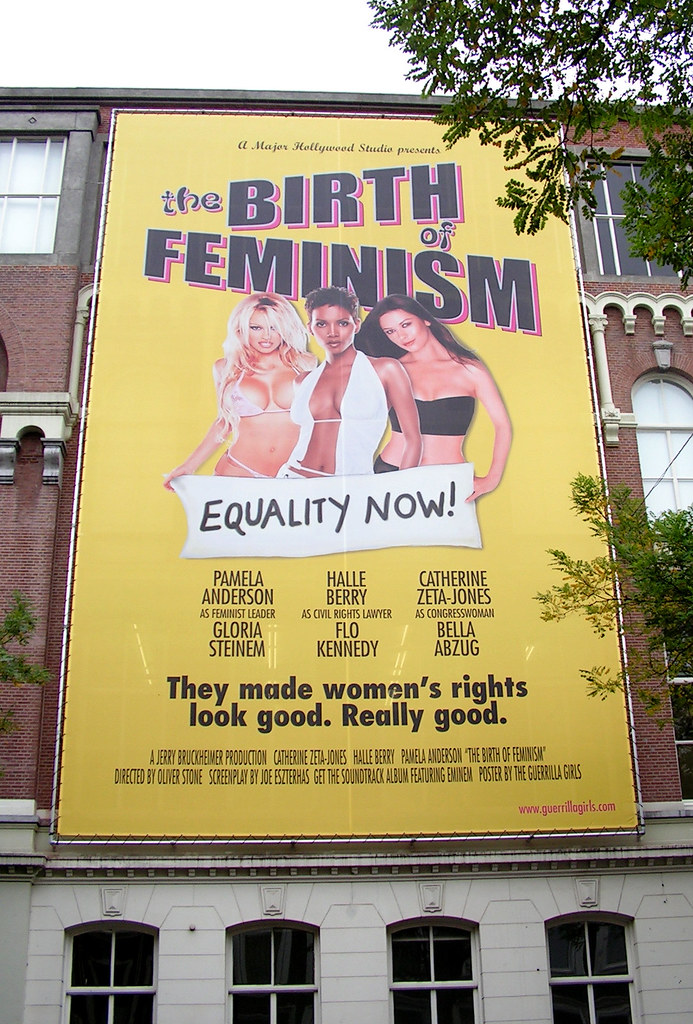 A Major Hollywood Studio presents
the BIRTH
of
FEMINISM
EQUALITY NOW!
PAMELA ANDERSON AS FEMINIST LEADER GLORIA STEINEM
HALLE BERRY AS CIVIL RIGHTS LAWYER FLO KENNEDY
CATHERINE ZETA-JONES AS CONGRESSWOMAN BELLA ABZUG
They made women's rights
look good. Really good.
A JERRY BRUCKHEIMER PRODUCTION CATHERINE ZETA-JONES HALLE BERRY PAMELA ANDERSON "THE BIRTH OF FEMINISM"
DIRECTED BY OLIVER STONE SCREENPLAY BY JOE ESZTERHAS GET THE SOUNDTRACK ALBUM FEATURING EMINEM POSTER BY THE GUERRILLA GIRLS
www.guerrillagirls.com